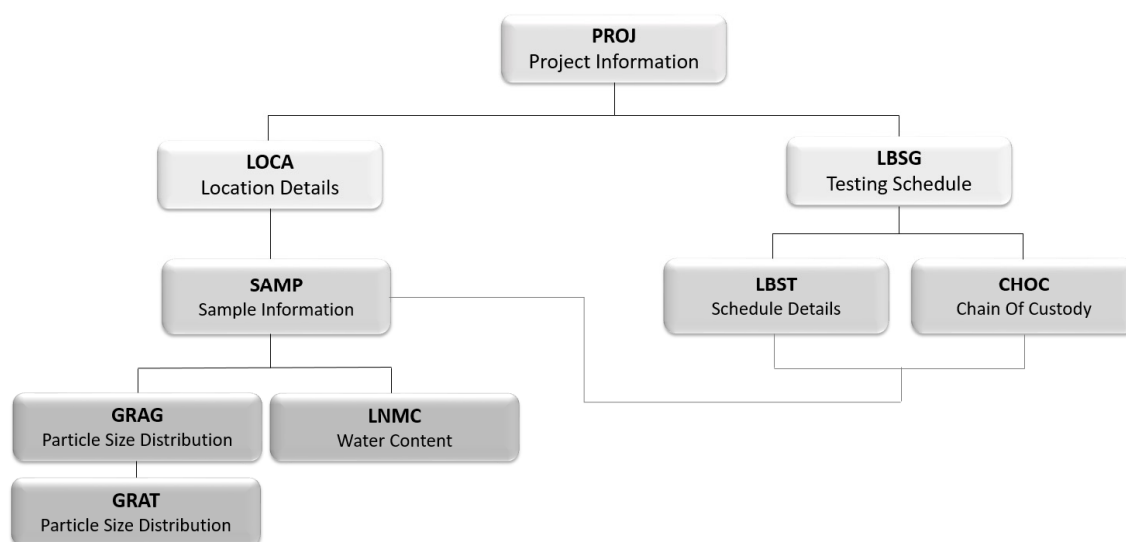 PROJ
Project Information
LOCA
Location Details
LBSG
Testing Schedule
SAMP
Sample Information
LBST
Schedule Details
CHOC
Chain Of Custody
GRAG
Particle Size Distribution
LNMC
Water Content
GRAT
Particle Size Distribution